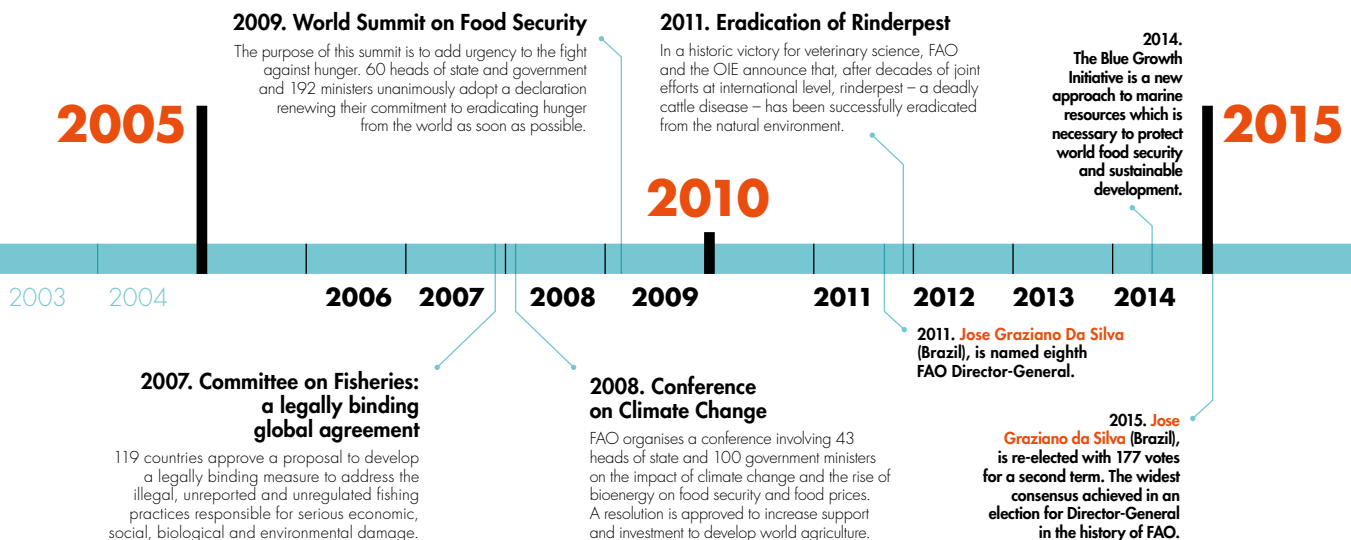 2009. World Summit on Food Security
The purpose of this summit is to add urgency to the fight
against hunger. 60 heads of state and government
and 192 ministers unanimously adopt a declaration
renewing their commitment to eradicating hunger
from the world as soon as possible.
2011. Eradication of Rinderpest
In a historic victory for veterinary science, FAO
and the OIE announce that, after decades of joint
efforts at international level, rinderpest – a deadly
cattle disease – has been successfully eradicated
from the natural environment.
2014.
The Blue Growth
Initiative is a new
approach to marine
resources which is
necessary to protect
world food security
and sustainable
development.
2005
2010
2015
2003
2004
2006
2007
2008
2009
2011
2012
2013
2014
2011. Jose Graziano Da Silva
(Brazil), is named eighth
FAO Director-General.
2007. Committee on Fisheries:
a legally binding
global agreement
119 countries approve a proposal to develop
a legally binding measure to address the
illegal, unreported and unregulated fishing
practices responsible for serious economic,
social, biological and environmental damage.
2008. Conference
on Climate Change
FAO organises a conference involving 43
heads of state and 100 government ministers
on the impact of climate change and the rise of
bioenergy on food security and food prices.
A resolution is approved to increase support
and investment to develop world agriculture.
2015. Jose
Graziano da Silva (Brazil),
is re-elected with 177 votes
for a second term. The widest
consensus achieved in an
election for Director-General
in the history of FAO.